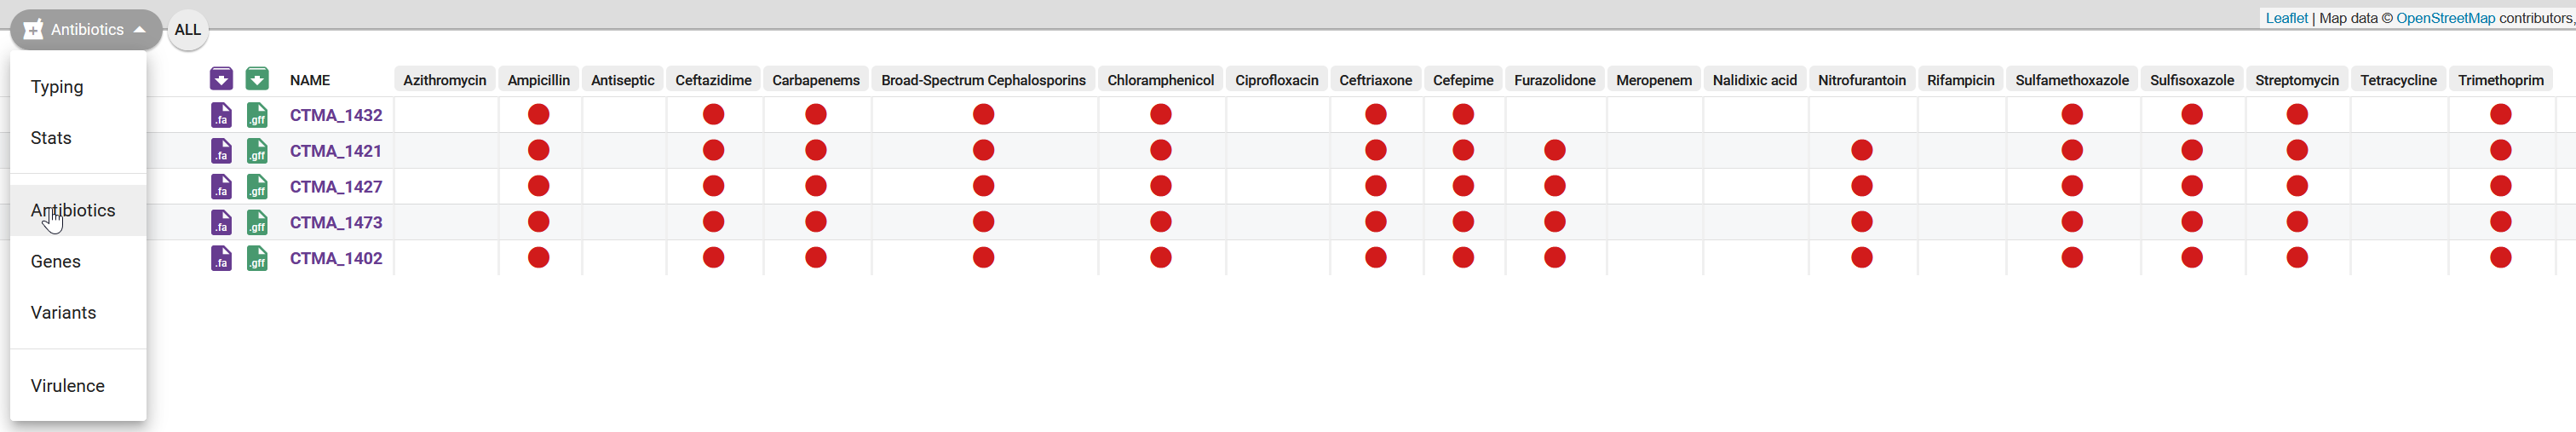 Antibiotics
ALL
Leaflet | Map data © OpenStreetMap contributors,
Typing
Stats
Antibiotics
Genes
Variants
Virulence
NAME Azithromycin Ampicillin Antiseptic Ceftazidime Carbapenems Broad-Spectrum Cephalosporins Chloramphenicol Ciprofloxacin Ceftriaxone Cefepime Furazolidone Meropenem Nalidixic acid Nitrofurantoin Rifampicin Sulfamethoxazole Sulfisoxazole Streptomycin Tetracycline Trimethoprim
.fa .gff CTMA_1432
.fa .gff CTMA_1421
.fa .gff CTMA_1427
.fa .gff CTMA_1473
.fa .gff CTMA_1402